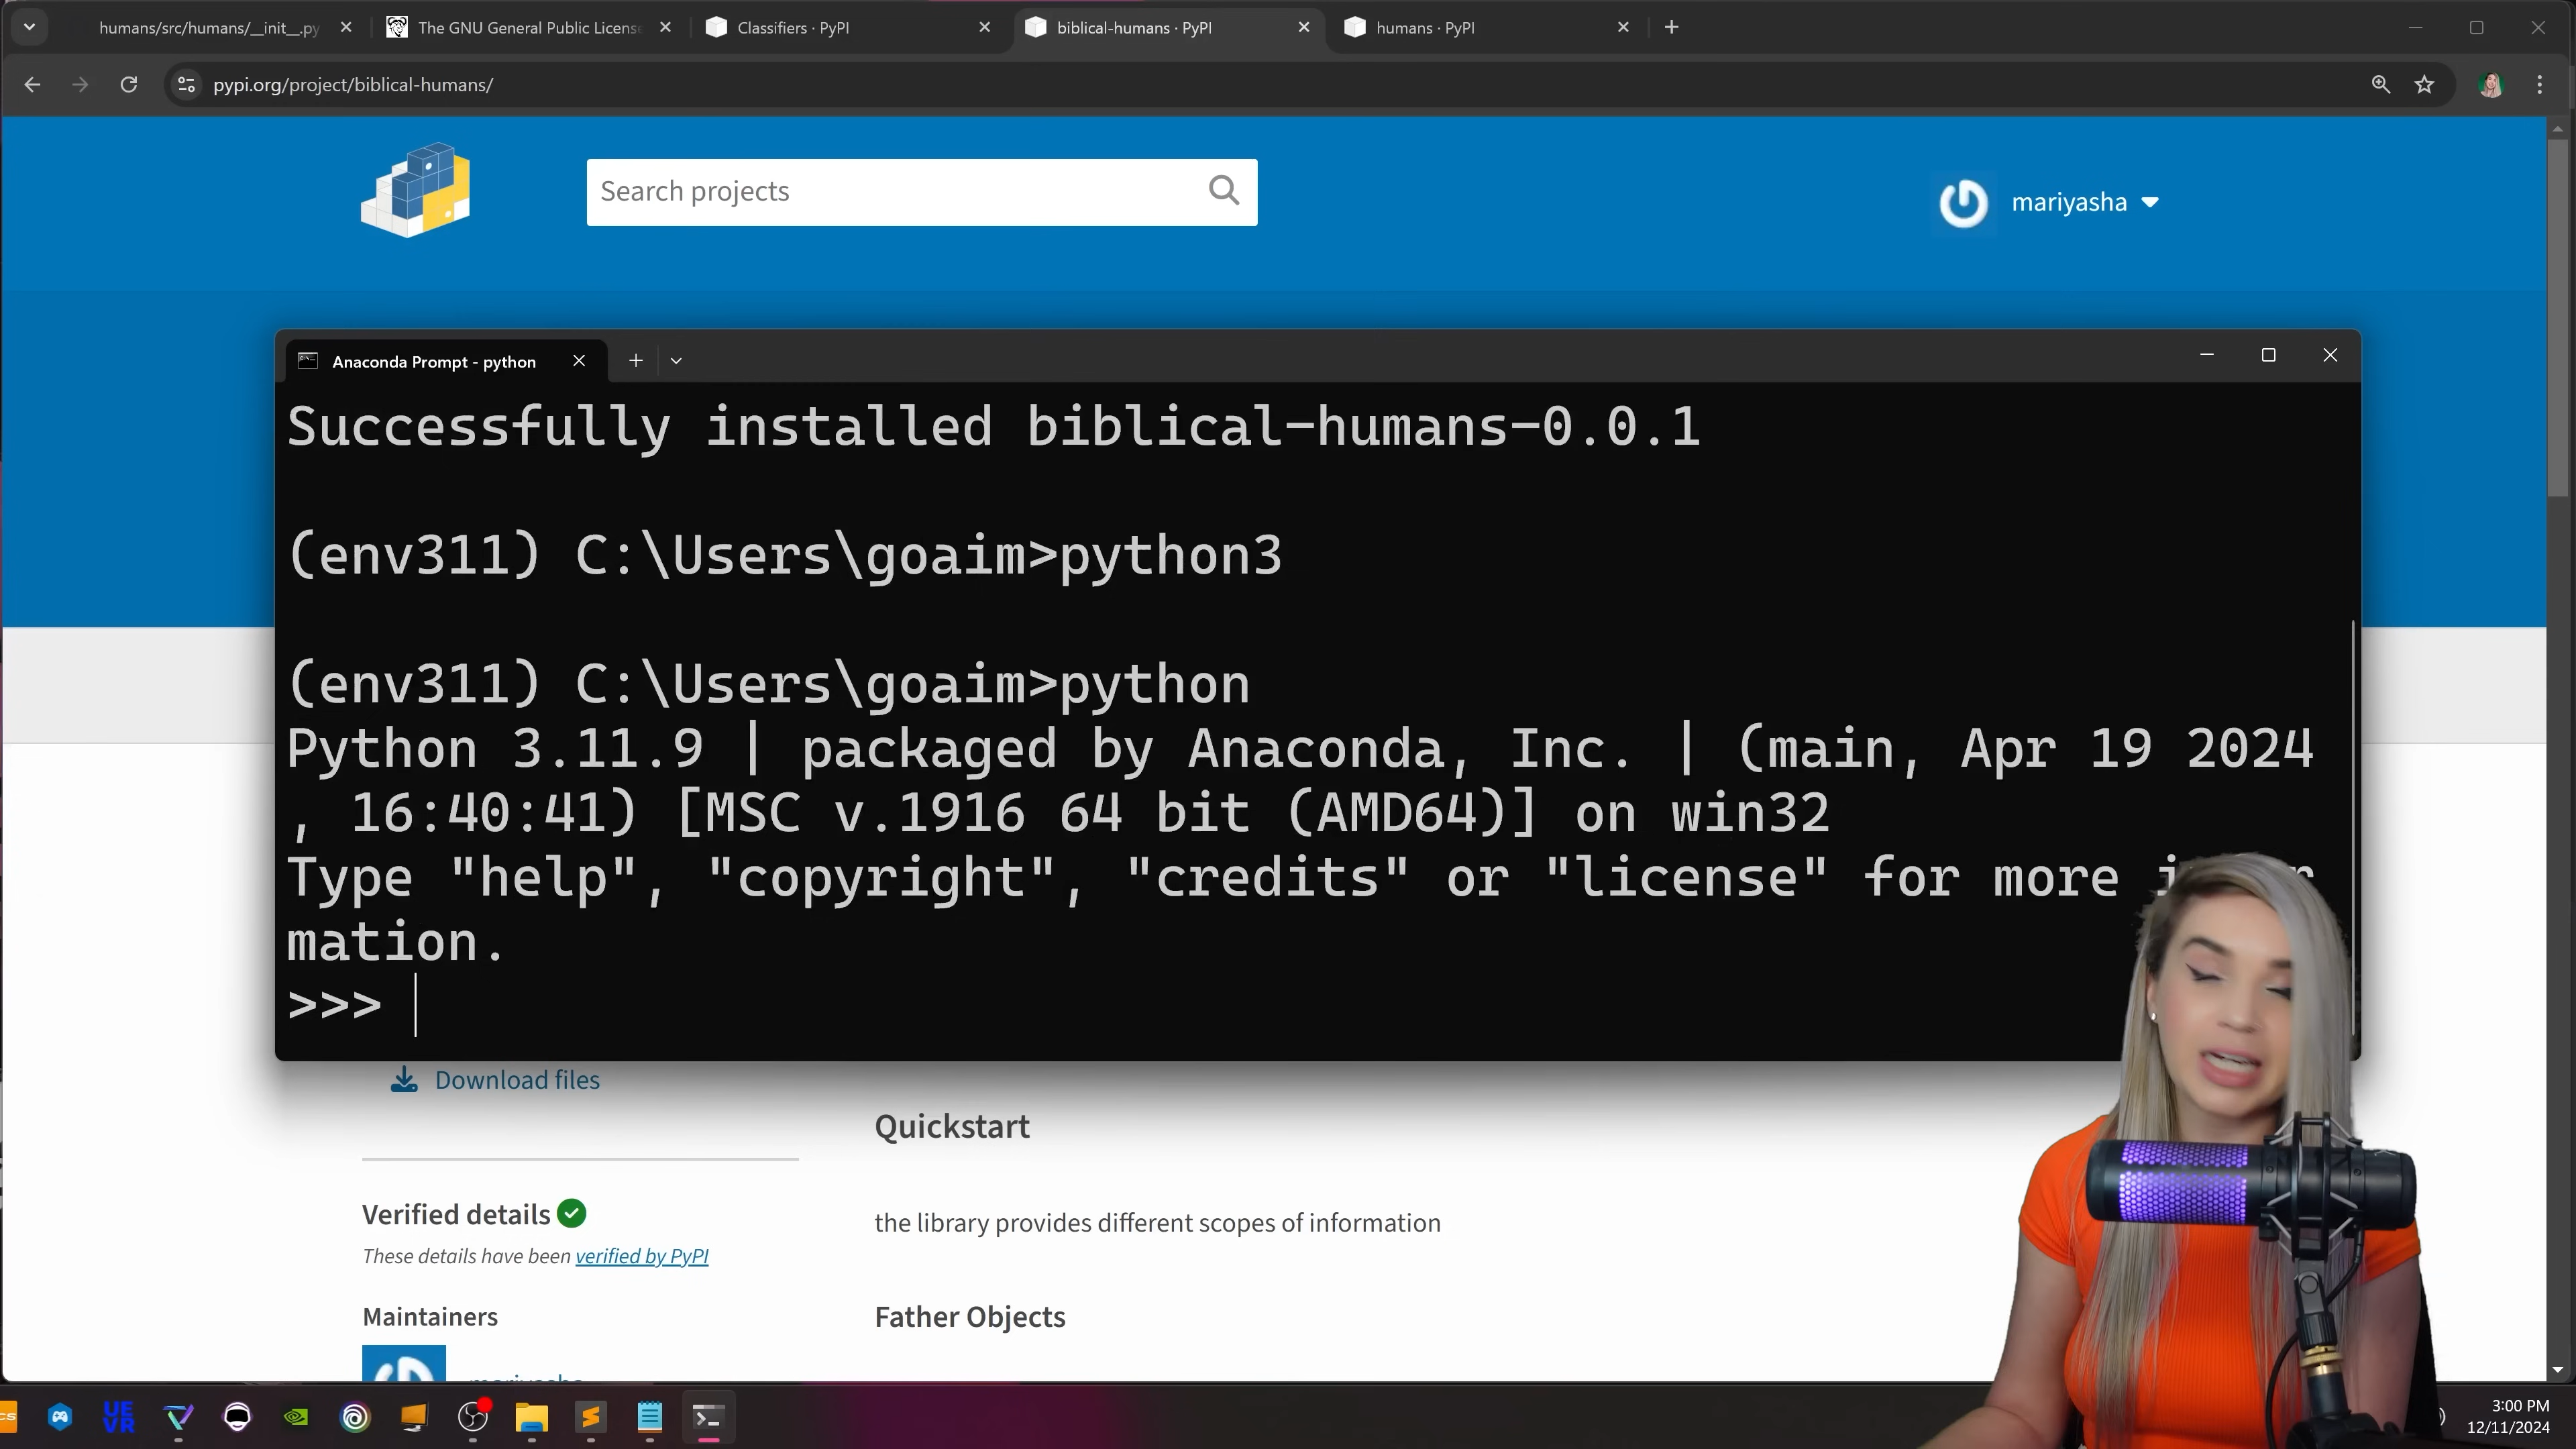 humans/src/humans/__init__.py
The GNU General Public License
Classifiers · PyPI
biblical-humans · PyPI
humans · PyPI
pypi.org/project/biblical-humans/
Search projects
mariyasha
Anaconda Prompt - python
Successfully installed biblical-humans-0.0.1
(env311) C:\Users\goaim>python3
(env311) C:\Users\goaim>python
Python 3.11.9 | packaged by Anaconda, Inc. | (main, Apr 19 2024
, 16:40:41) [MSC v.1916 64 bit (AMD64)] on win32
Type "help", "copyright", "credits" or "license" for more
mation.
>>>
Download files
Quickstart
Verified details
the library provides different scopes of information
These details have been verified by PyPI
Maintainers
Father Objects
UE
VR
3:00 PM
12/11/2024